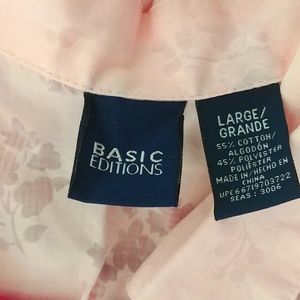 BASIC
EDITIONS
LARGE/
GRANDE
55% COTTON/
ALGODÓN
45% POLYESTER
POLIÉSTER
MADE IN/HECHO EN
CHINA
UPC66719703722
SEAS: 3006